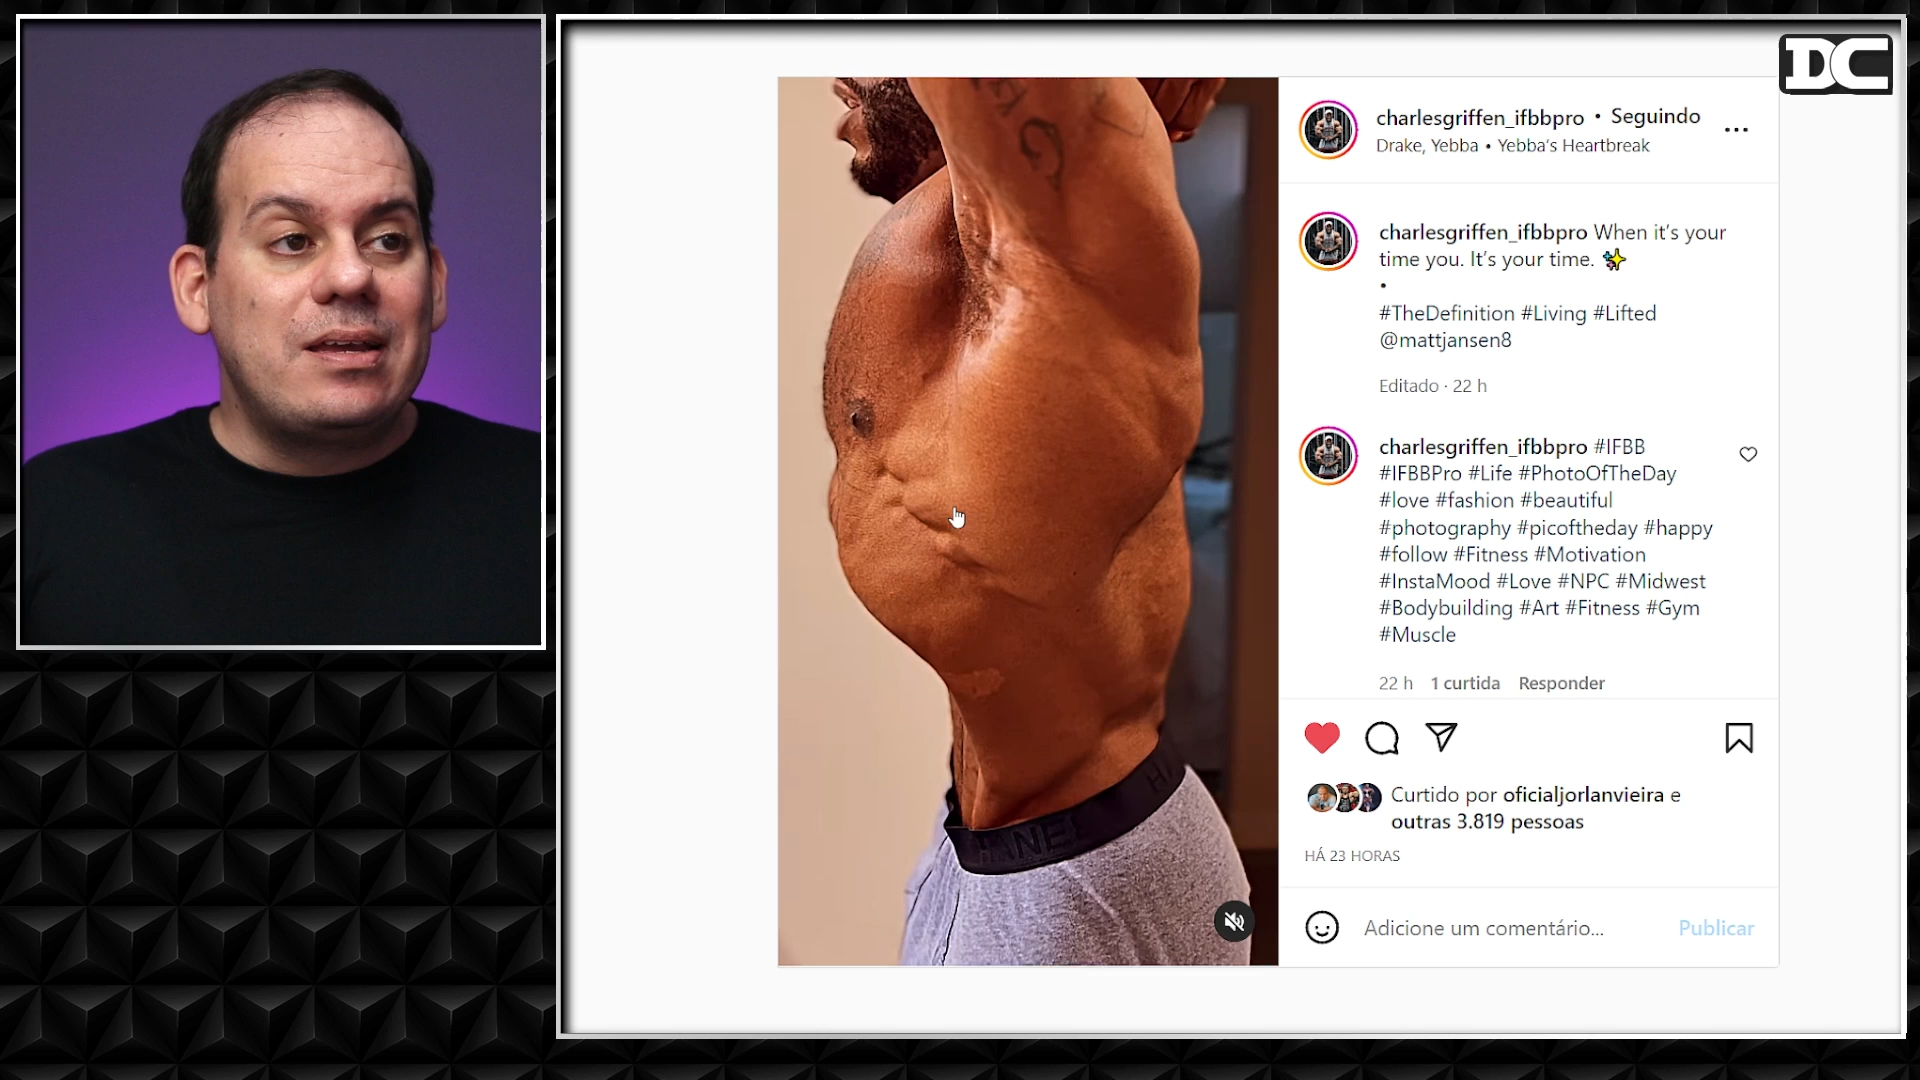 DC
charlesgriffen_ifbbpro • Seguindo
Drake, Yebba • Yebba's Heartbreak
charlesgriffen_ifbbpro When it's your
time you. It's your time. ✨
•
#TheDefinition #Living #Lifted
@mattjansen8
Editado · 22 h
charlesgriffen_ifbbpro #IFBB
#IFBBPro #Life #PhotoOfTheDay
#love #fashion #beautiful
#photography #picoftheday #happy
#follow #Fitness #Motivation
#InstaMood #Love #NPC #Midwest
#Bodybuilding #Art #Fitness #Gym
#Muscle
22 h 1 curtida Responder
Curtido por oficialjorlanvieira e
outras 3.819 pessoas
HÁ 23 HORAS
Adicione um comentário... Publicar
HANES